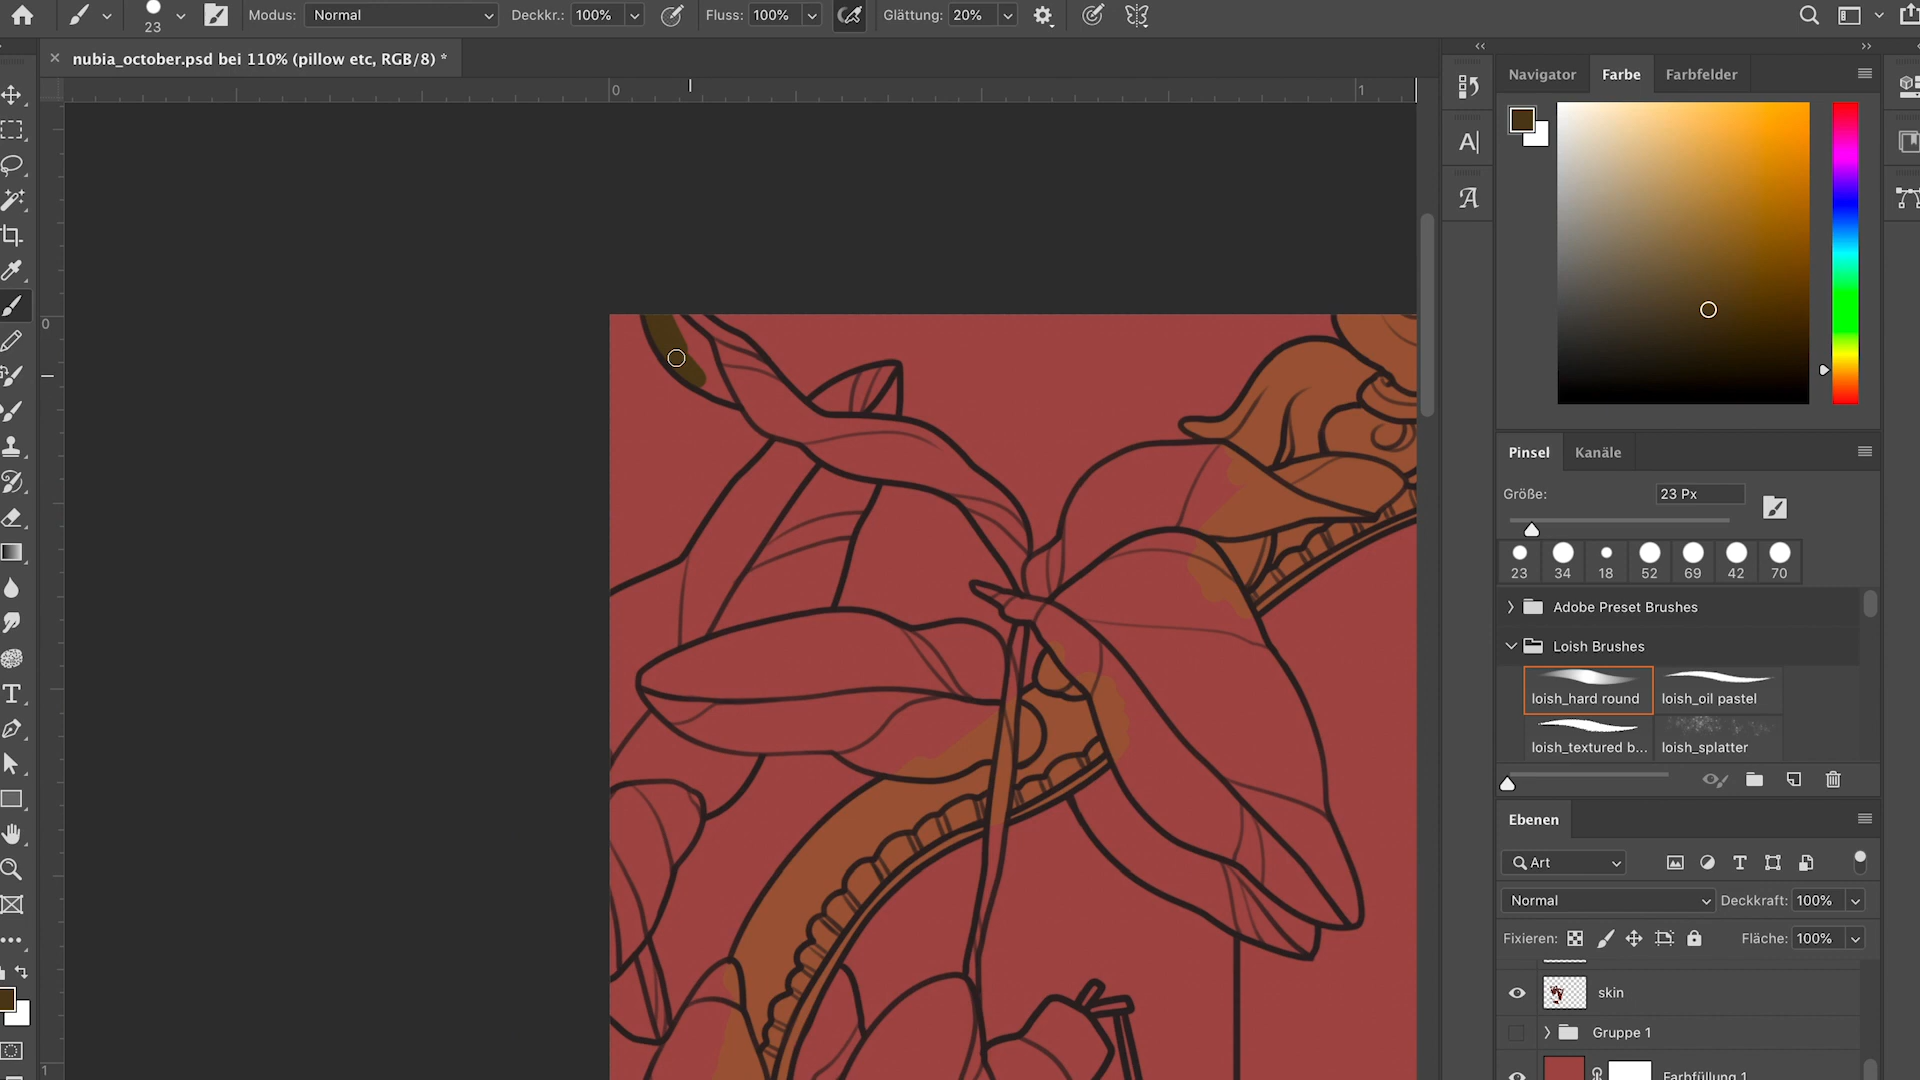 23
Modus: Normal
Deckkr.: 100%
Fluss: 100%
Glättung: 20%
× nubia_october.psd bei 110% (pillow etc, RGB/8) *
0
1
0
1
Navigator Farbe Farbfelder
Pinsel Kanäle
Größe: 23 Px
23 34 18 52 69 42 70
Adobe Preset Brushes
Loish Brushes
loish_hard round loish_oil pastel
loish_textured b... loish_splatter
Ebenen
Art
Normal Deckkraft: 100%
Fixieren: Fläche: 100%
skin
Gruppe 1
Farbfüllung 1